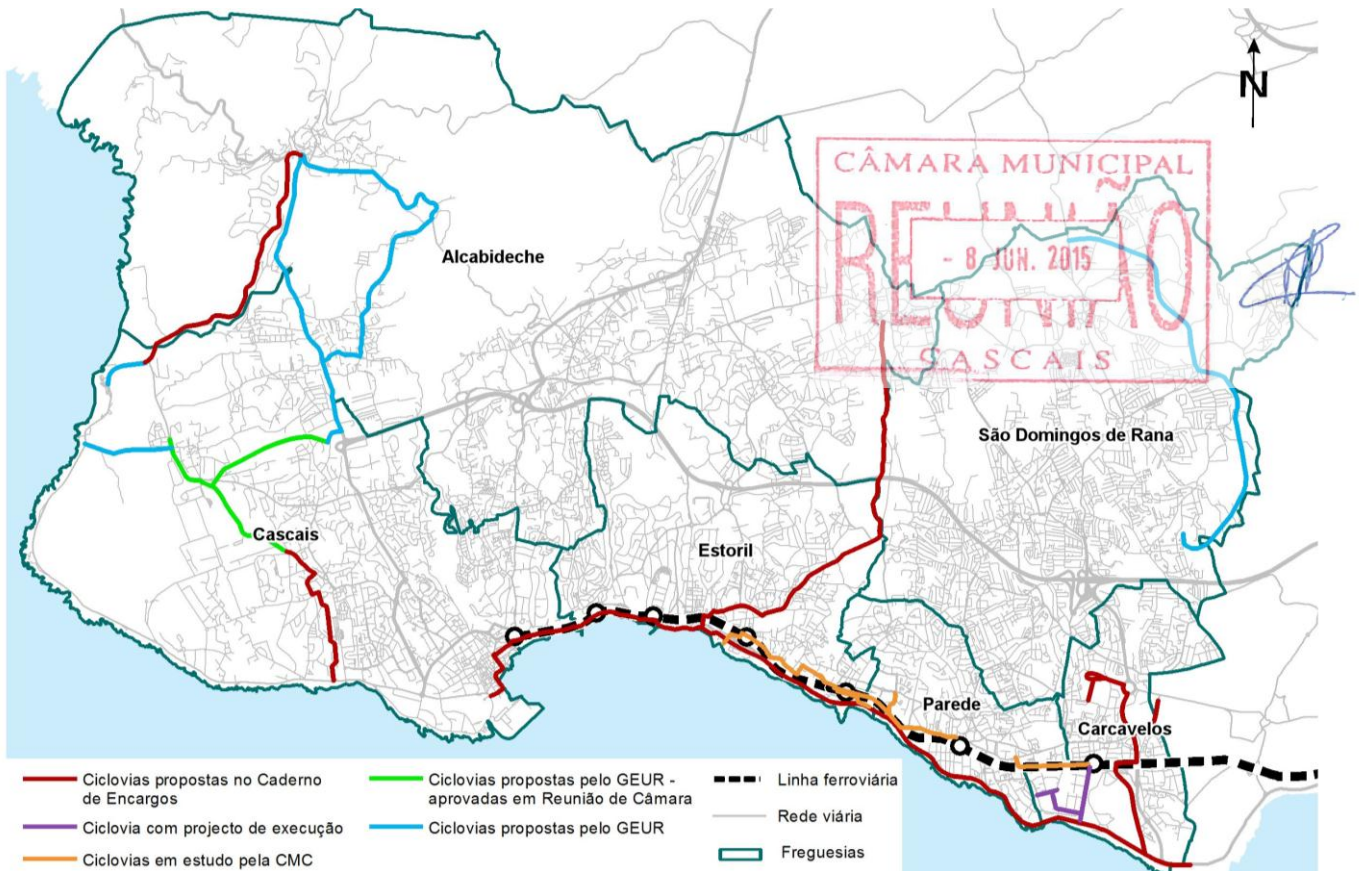 N
CÂMARA MUNICIPAL
REUNIÃO
- 8 JUN. 2015
CASCAIS
Alcabideche
São Domingos de Rana
Cascais
Estoril
Parede
Carcavelos
Ciclovias propostas no Caderno
de Encargos
Ciclovia com projecto de execução
Ciclovias em estudo pela CMC
Ciclovias propostas pelo GEUR -
aprovadas em Reunião de Câmara
Ciclovias propostas pelo GEUR
Linha ferroviária
Rede viária
Freguesias